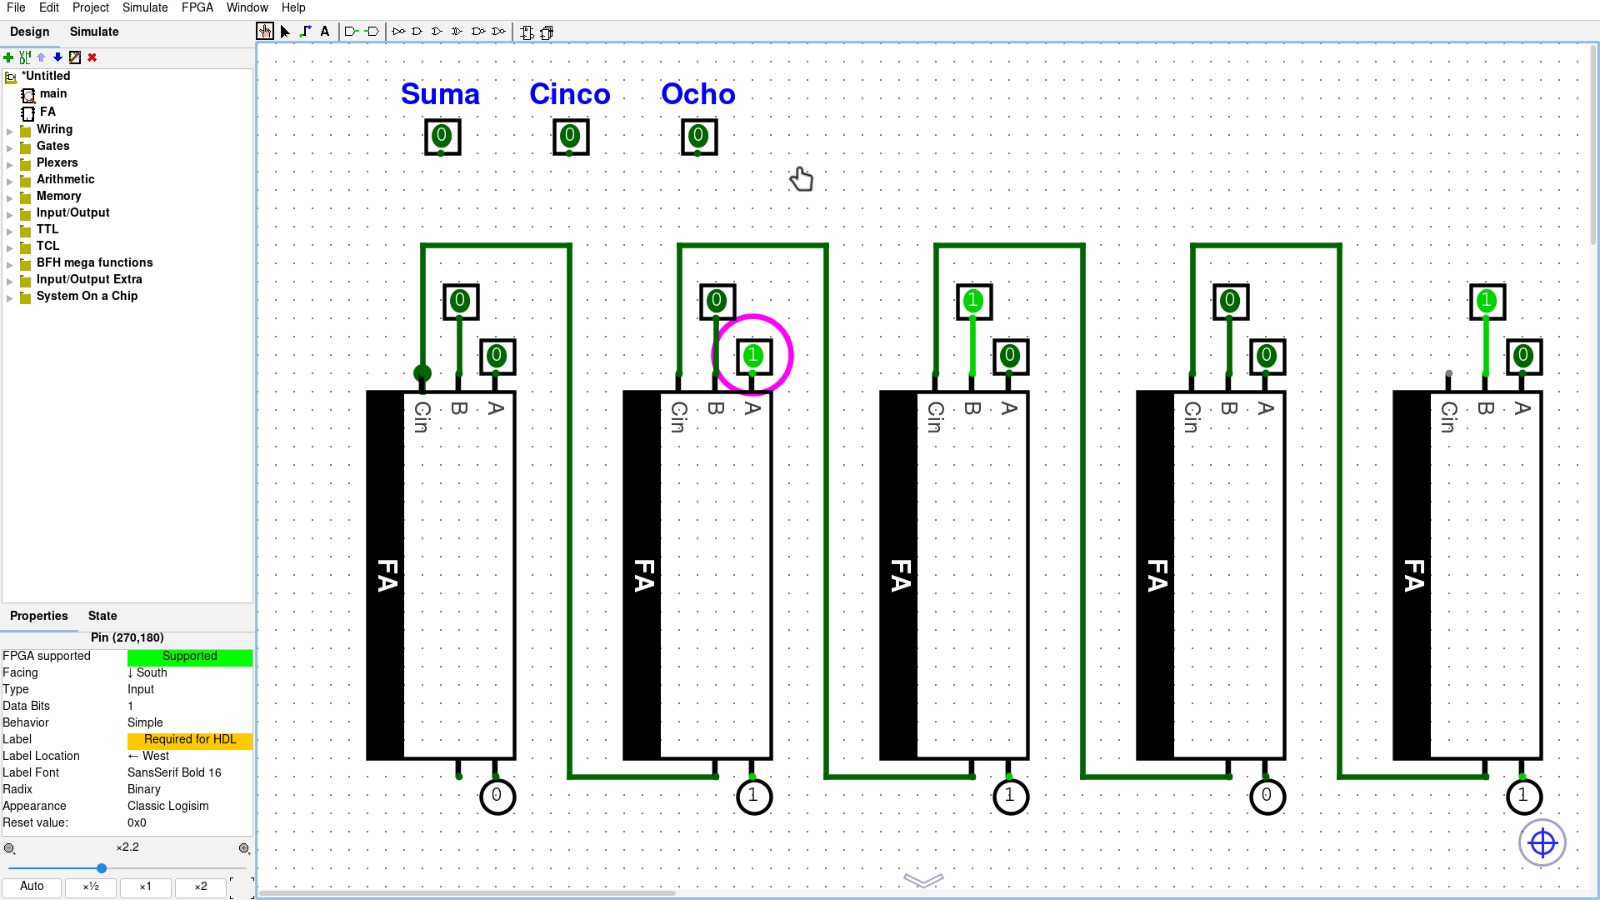 File Edit Project Simulate FPGA Window Help
Design Simulate
*Untitled
main
FA
Wiring
Gates
Plexers
Arithmetic
Memory
Input/Output
TTL
TCL
BFH mega functions
Input/Output Extra
System On a Chip
Properties State
Pin (270,180)
FPGA supported Supported
Facing ↓ South
Type Input
Data Bits 1
Behavior Simple
Label Required for HDL
Label Location ← West
Label Font SansSerif Bold 16
Radix Binary
Appearance Classic Logisim
Reset value: 0x0
×2.2
Auto ×½ ×1 ×2
A
Suma Cinco Ocho
0 0 0
0 0 1 0 1
0 1 0 0 0
Cin B A Cin B A Cin B A Cin B A Cin B A
FA FA FA FA FA
0 1 1 0 1